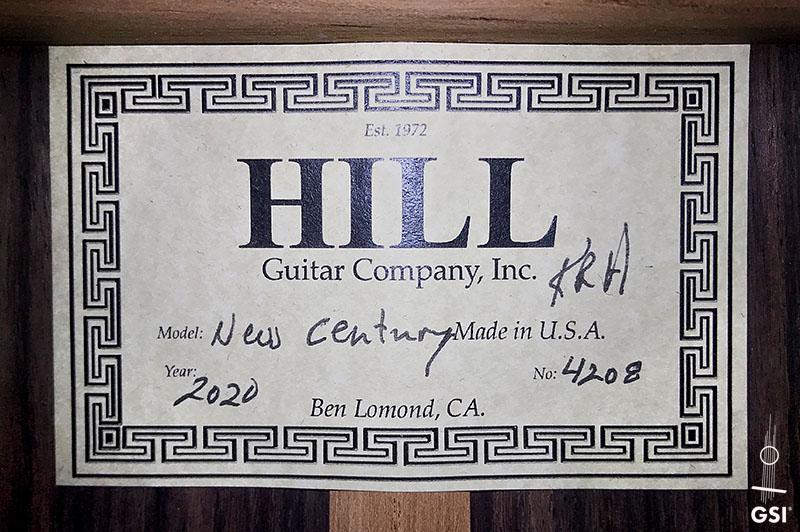 Est. 1972
HILL
Guitar Company, Inc. KRH
Model: New Century Made in U.S.A.
Year: 2020 No: 4208
Ben Lomond, CA.
GSI